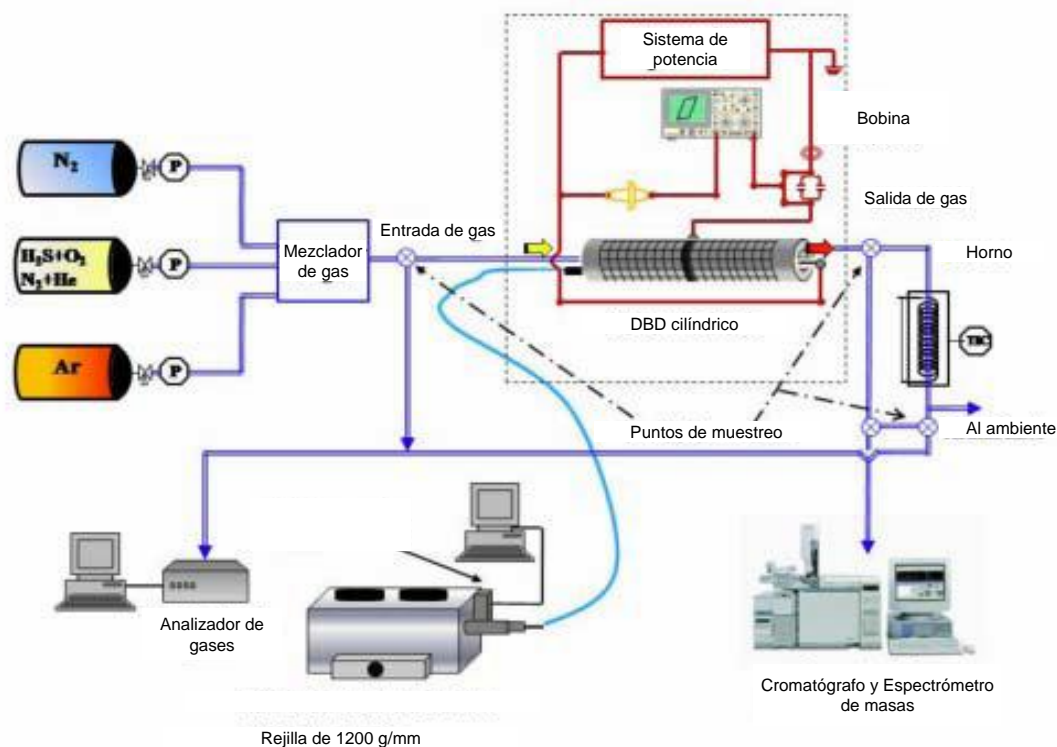 Sistema de
potencia
Bobina
N₂
P
Salida de gas
H₂S+O₂
N₂+He
P
Mezclador
de gas
Entrada de gas
Horno
DBD cilíndrico
Ar
P
Puntos de muestreo
Al ambiente
Analizador de
gases
Cromatógrafo y Espectrómetro
de masas
Rejilla de 1200 g/mm